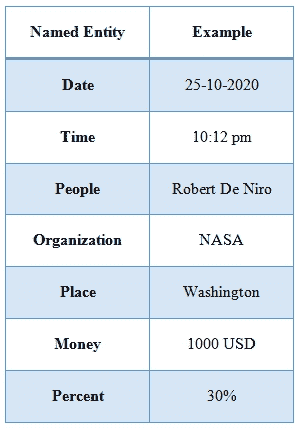 Named Entity Example
Date 25-10-2020
Time 10:12 pm
People Robert De Niro
Organization NASA
Place Washington
Money 1000 USD
Percent 30%